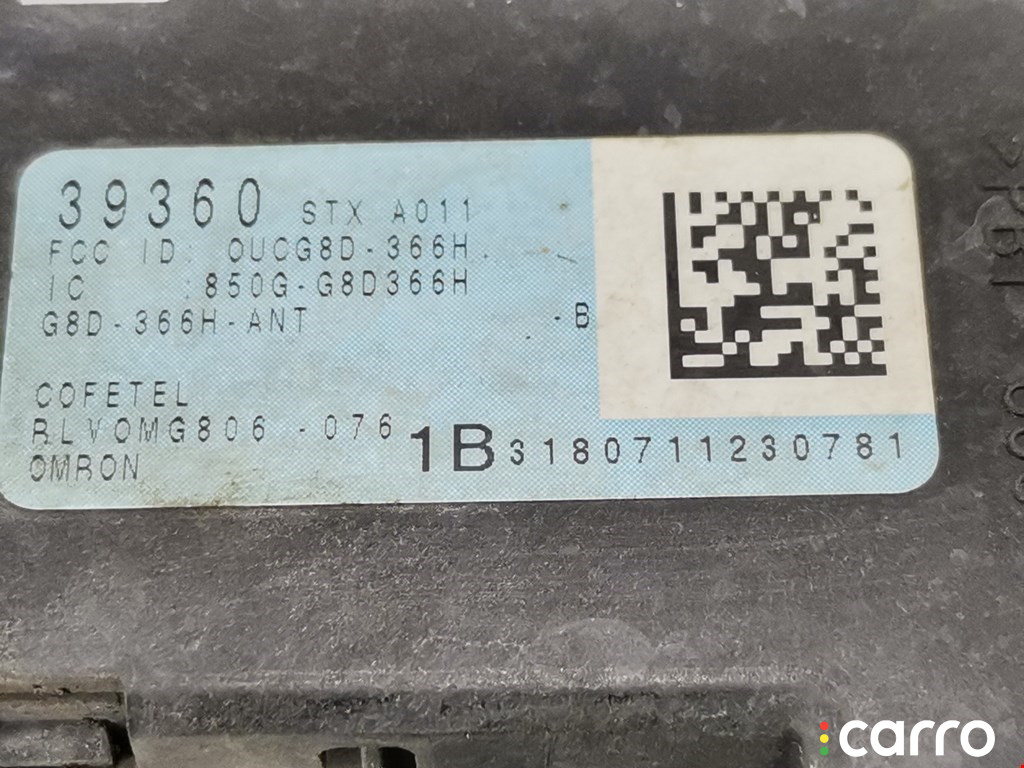 39360 STX A011
FCC ID: OUCG8D-366H.
IC :850G-G8D366H
G8D-366H-ANT -B
COFETEL
RLVOMG806 -076
OMRON
1B 3180711230781
>PBT
carro